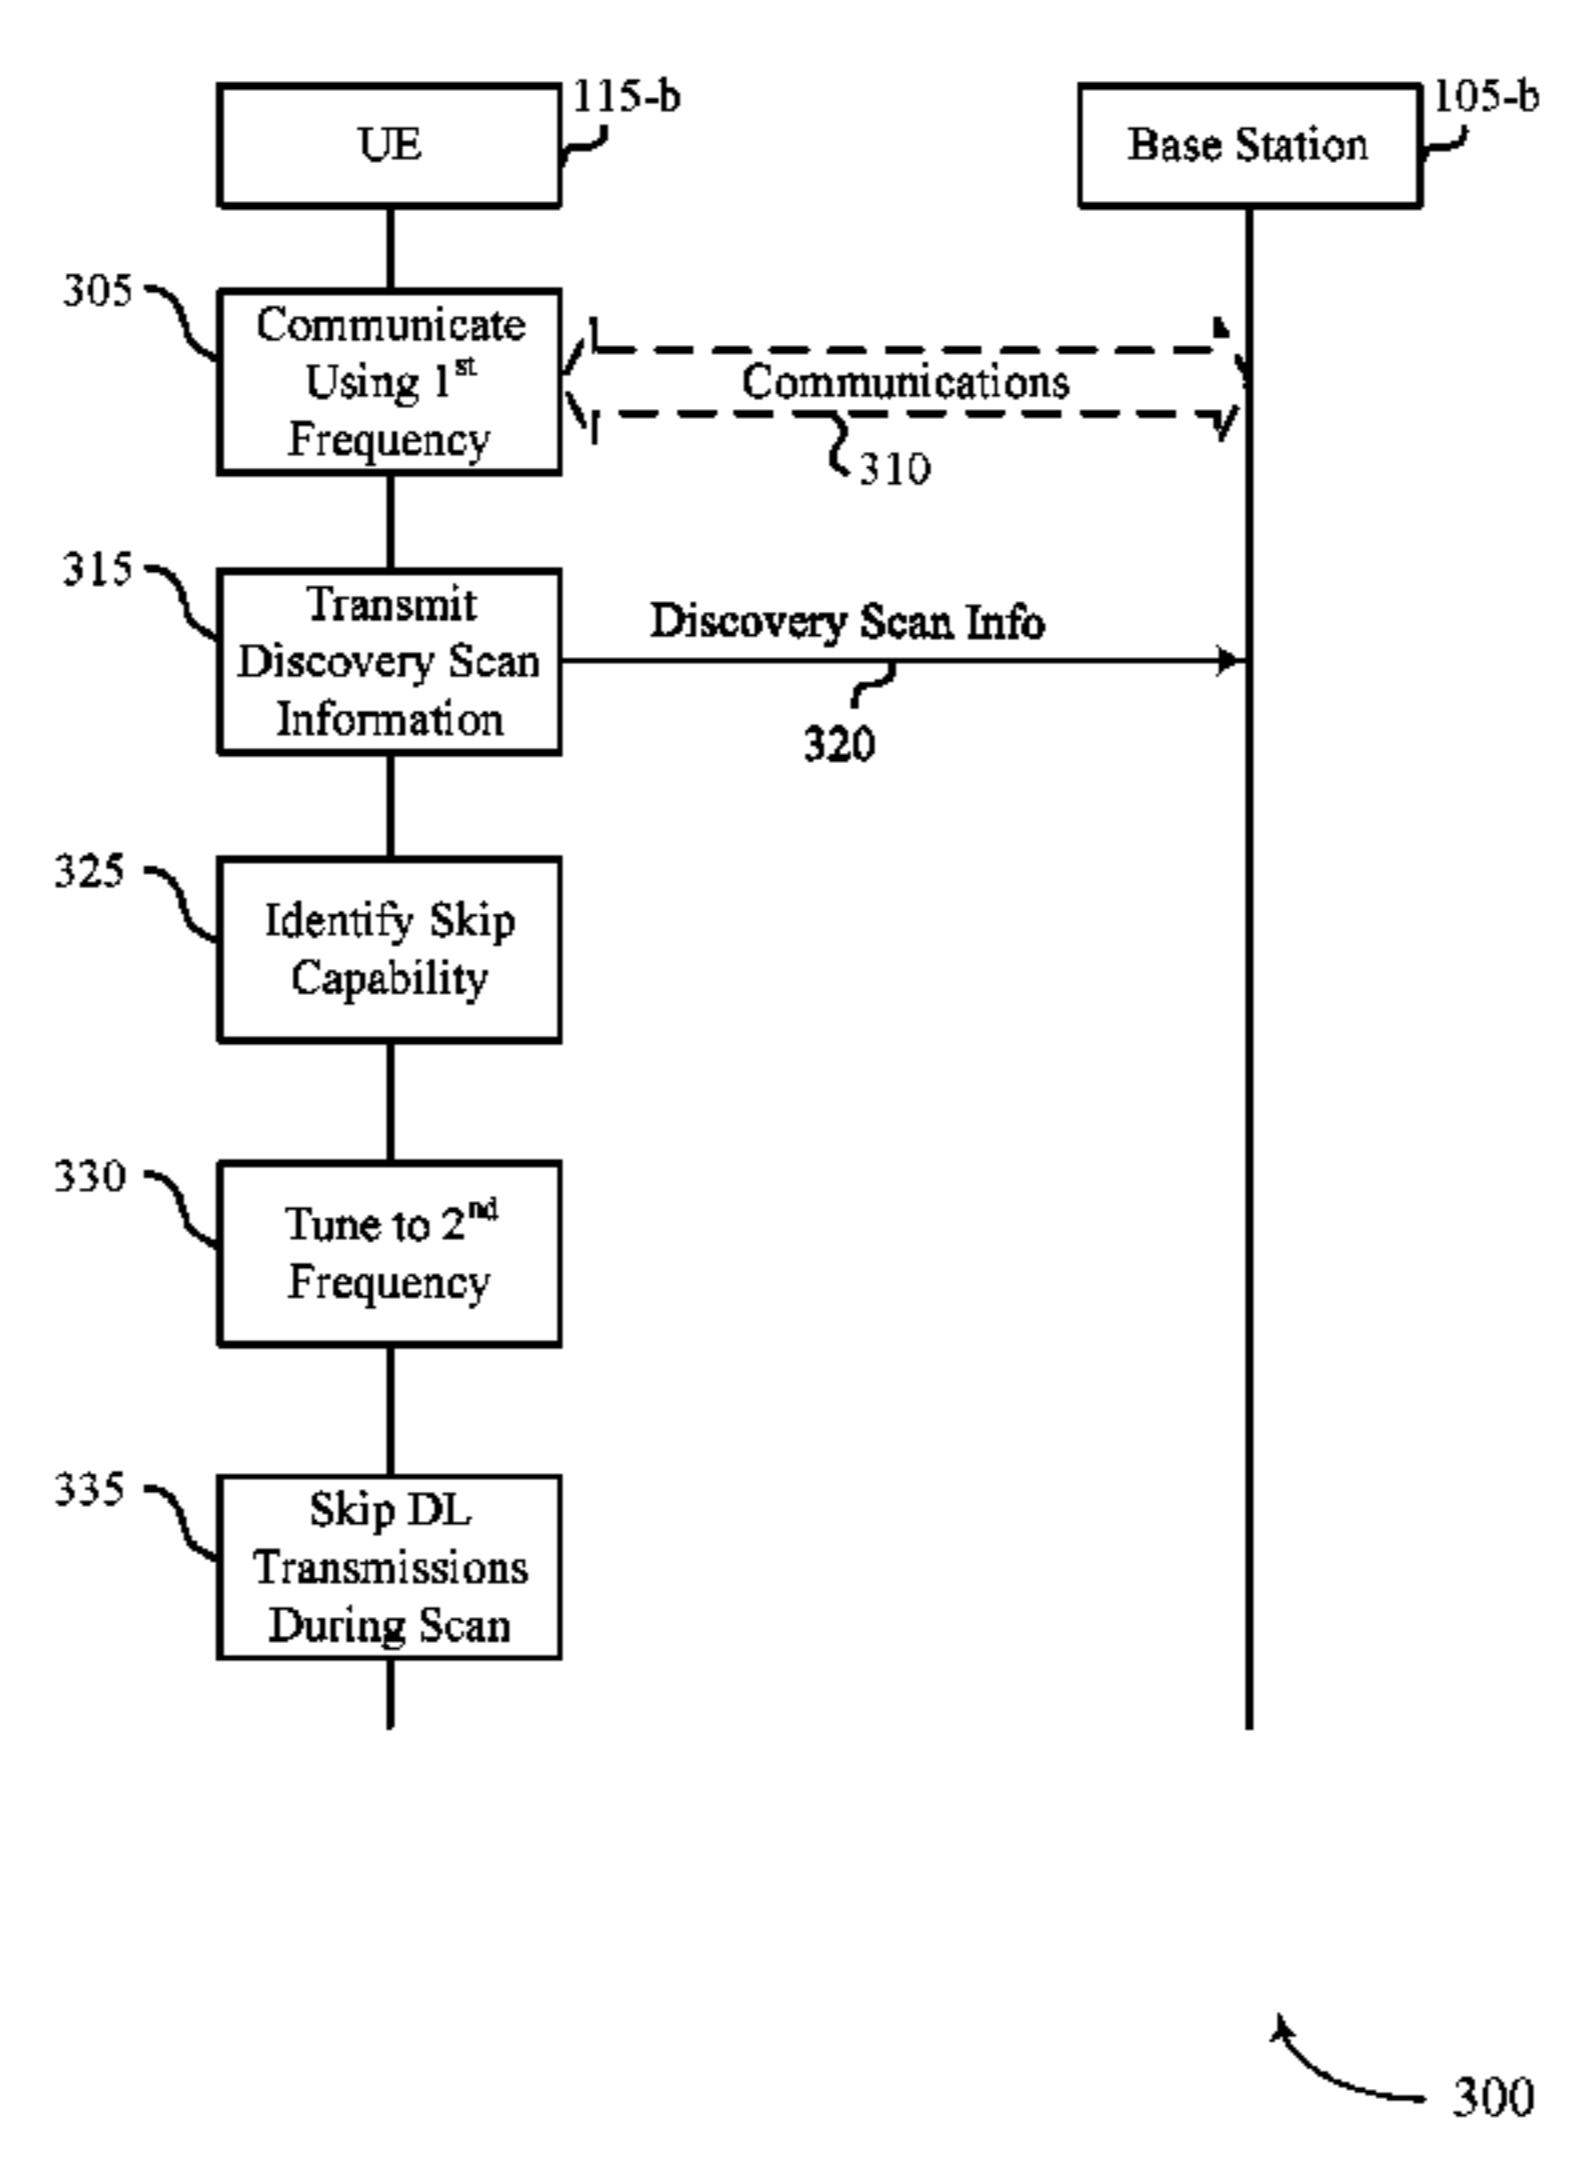 115-b
UE
105-b
Base Station
305
Communicate
Using 1st
Frequency
Communications
310
315
Transmit
Discovery Scan
Information
Discovery Scan Info
320
325
Identify Skip
Capability
330
Tune to 2nd
Frequency
335
Skip DL
Transmissions
During Scan
300